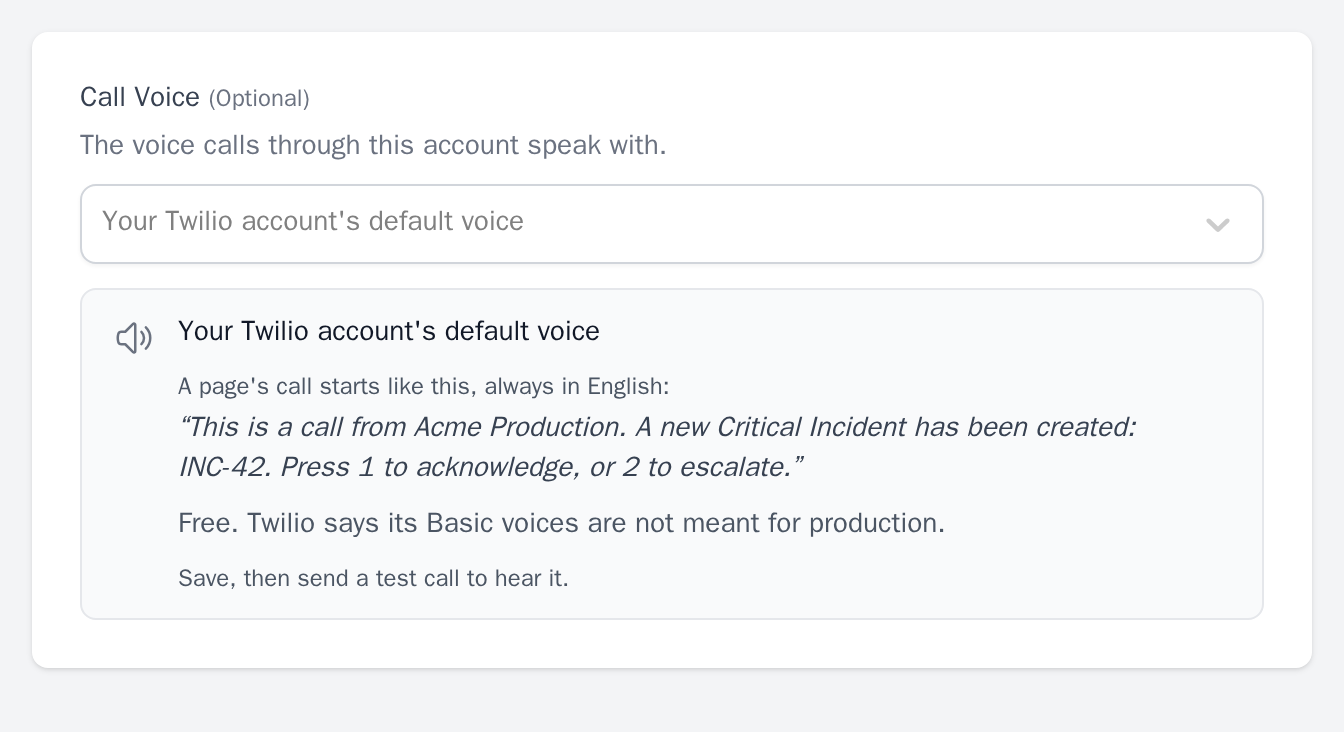 Call Voice (Optional)
The voice calls through this account speak with.
Your Twilio account's default voice
Your Twilio account's default voice
A page's call starts like this, always in English:
“This is a call from Acme Production. A new Critical Incident has been created:
INC-42. Press 1 to acknowledge, or 2 to escalate.”
Free. Twilio says its Basic voices are not meant for production.
Save, then send a test call to hear it.